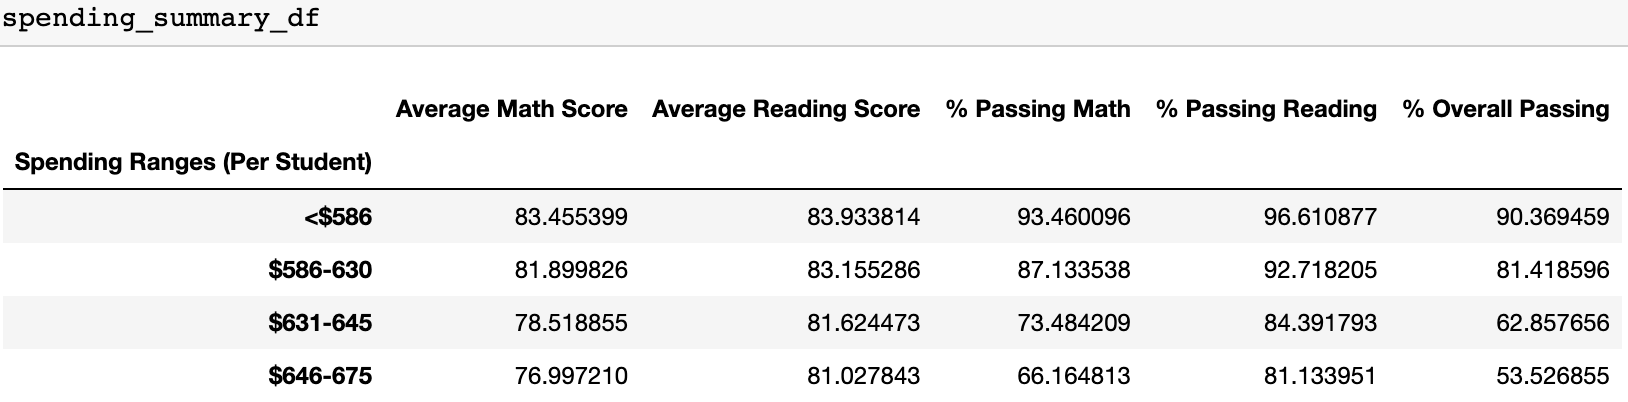 spending_summary_df
Average Math Score Average Reading Score % Passing Math % Passing Reading % Overall Passing
Spending Ranges (Per Student)
<$586 83.455399 83.933814 93.460096 96.610877 90.369459
$586-630 81.899826 83.155286 87.133538 92.718205 81.418596
$631-645 78.518855 81.624473 73.484209 84.391793 62.857656
$646-675 76.997210 81.027843 66.164813 81.133951 53.526855